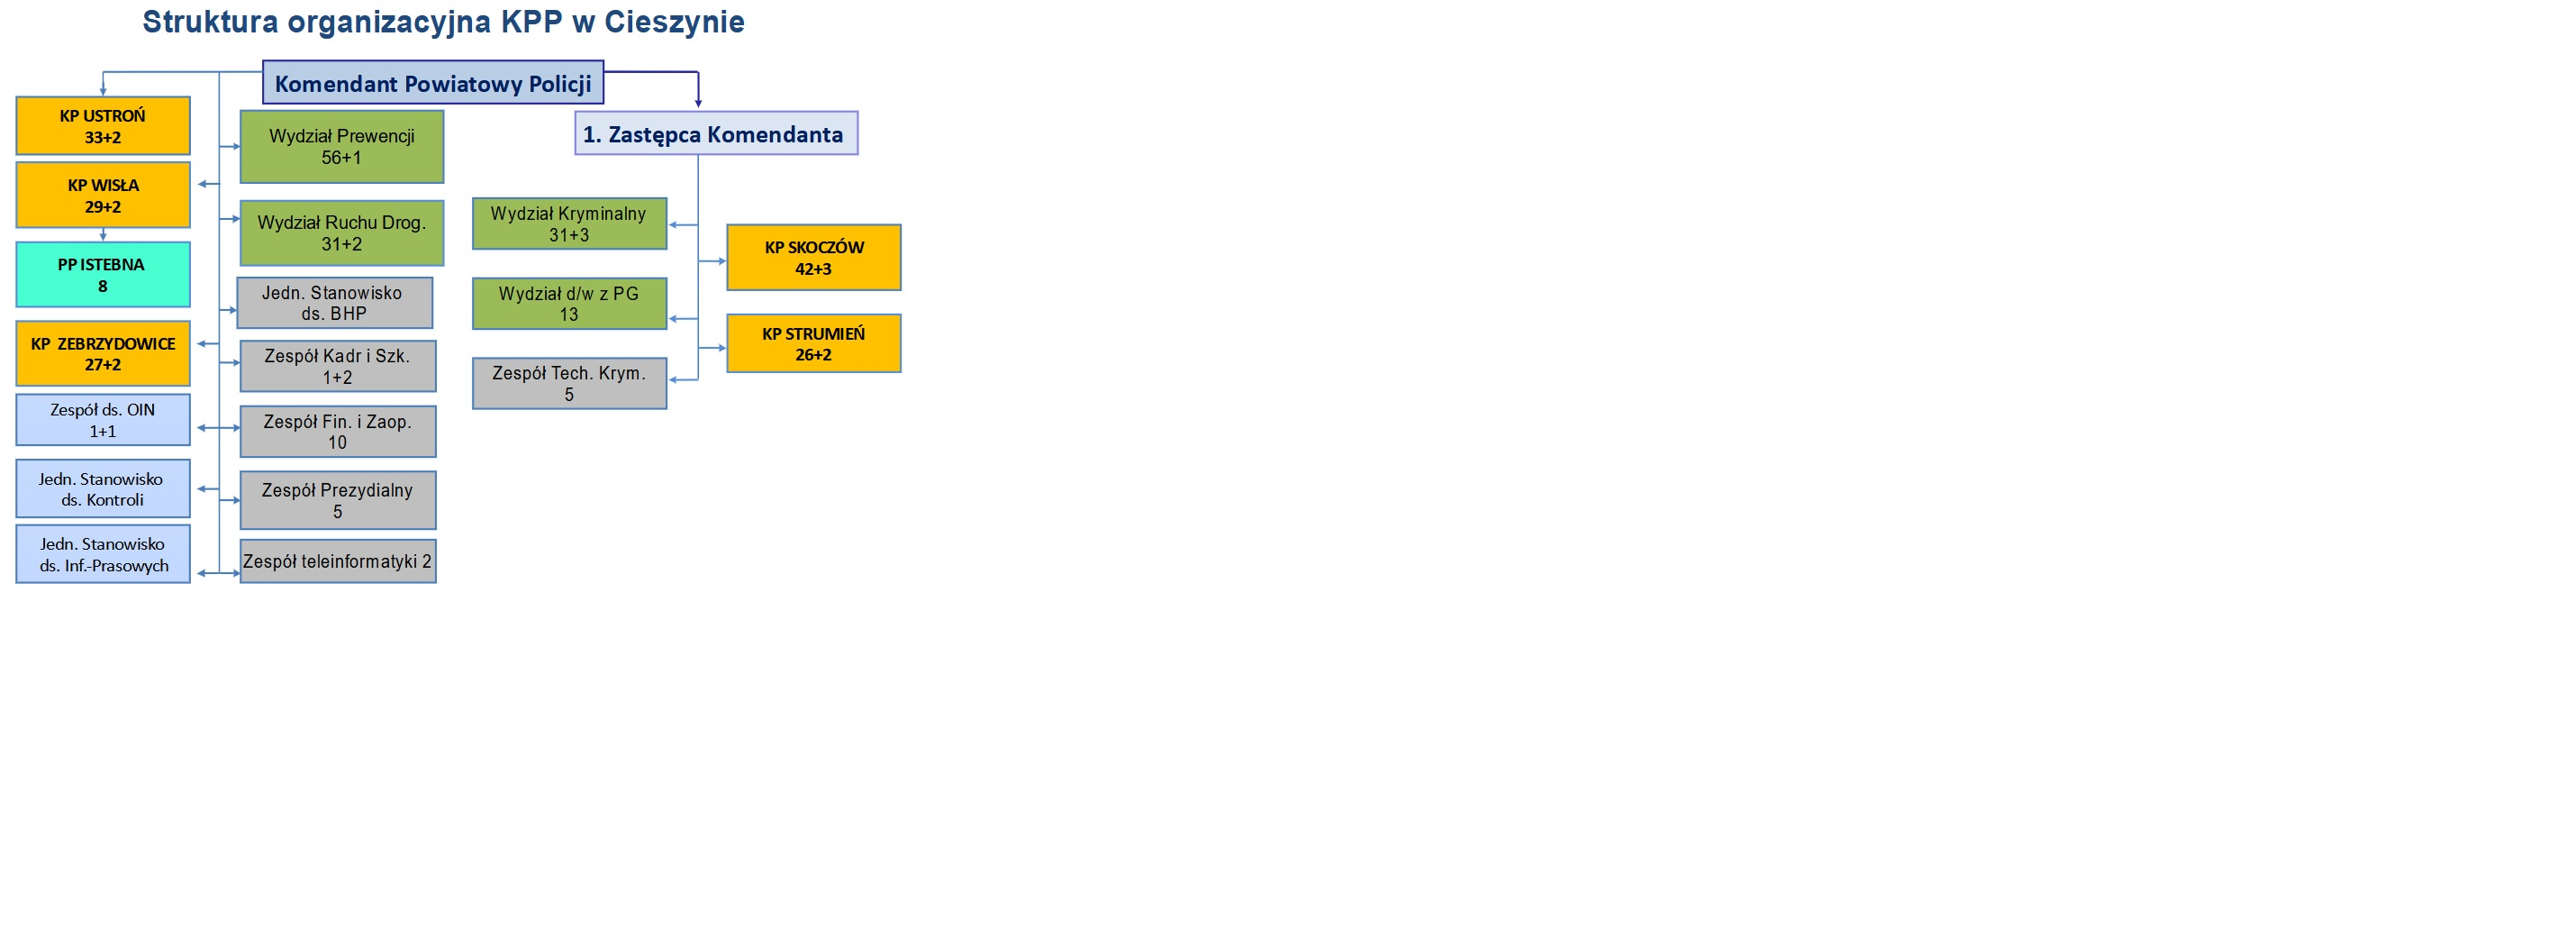 Struktura organizacyjna KPP w Cieszynie
Komendant Powiatowy Policji
1. Zastępca Komendanta
KP USTROŃ
33+2
KP WISŁA
29+2
PP ISTEBNA
8
KP ZEBRZYDOWICE
27+2
Zespół ds. OIN
1+1
Jedn. Stanowisko
ds. Kontroli
Jedn. Stanowisko
ds. Inf.-Prasowych
Wydział Prewencji
56+1
Wydział Ruchu Drog.
31+2
Jedn. Stanowisko
ds. BHP
Zespół Kadr i Szk.
1+2
Zespół Fin. i Zaop.
10
Zespół Prezydialny
5
Zespół teleinformatyki 2
Wydział Kryminalny
31+3
Wydział d/w z PG
13
Zespół Tech. Krym.
5
KP SKOCZÓW
42+3
KP STRUMIEŃ
26+2